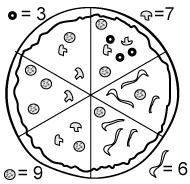 = 3
=7
=9
= 6